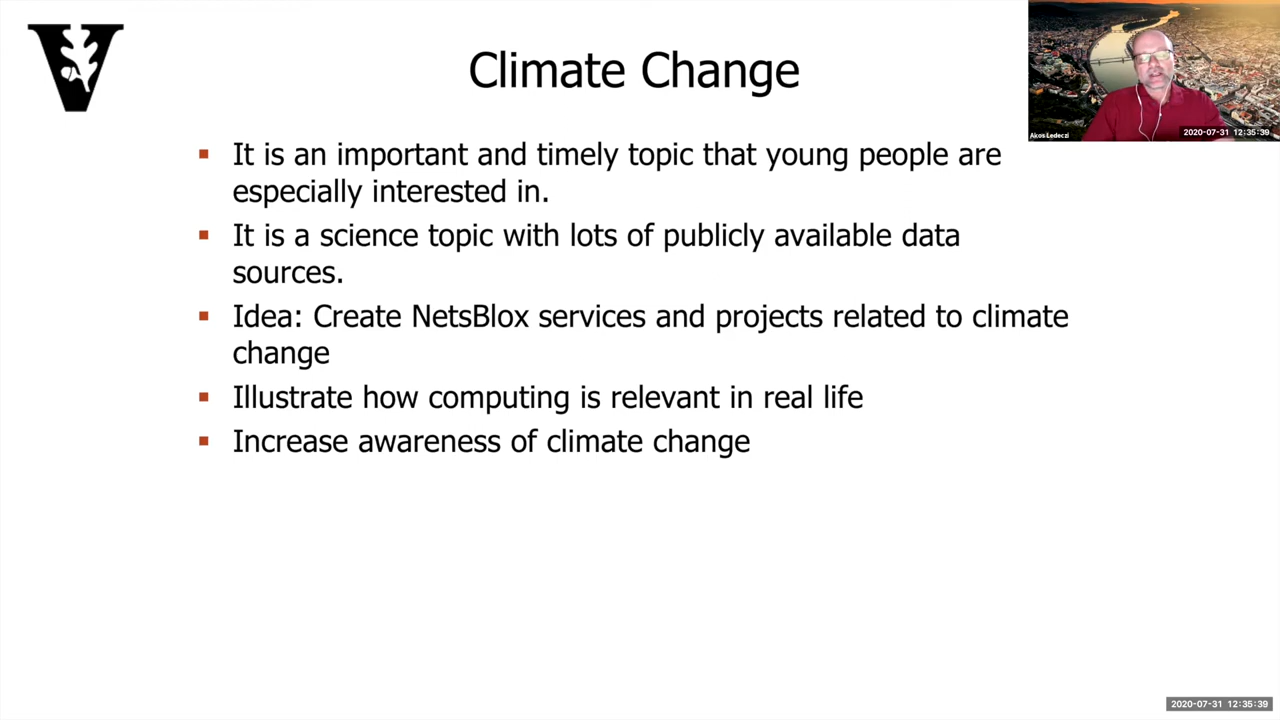 Climate Change
It is an important and timely topic that young people are
especially interested in.
It is a science topic with lots of publicly available data
sources.
Idea: Create NetsBlox services and projects related to climate
change
Illustrate how computing is relevant in real life
Increase awareness of climate change
Akos Ledeczi
2020-07-31 12:35:39
2020-07-31 12:35:39